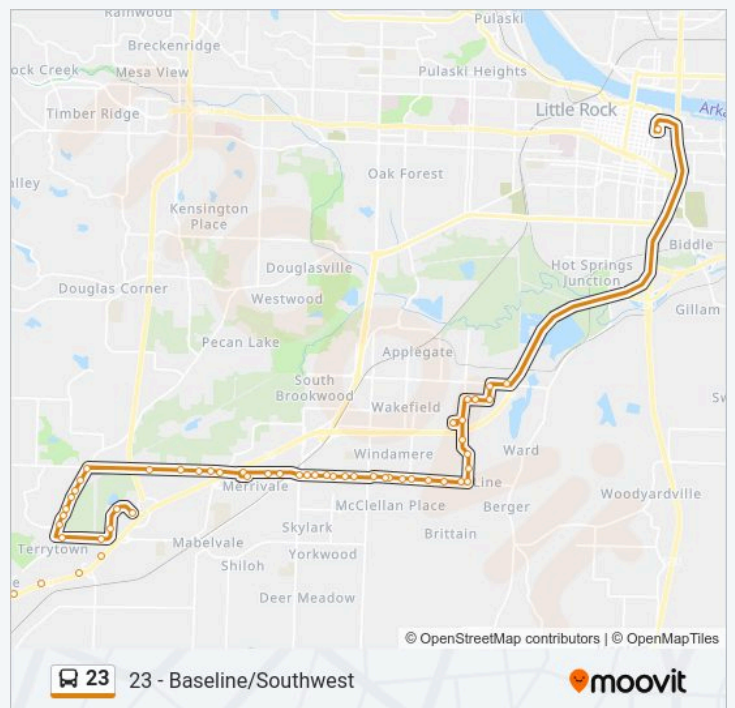 Rainwood
Pulaski
Breckenridge
ock Creek
Mesa View
Pulaski Heights
Timber Ridge
Little Rock
Arka
alley
Oak Forest
Kensington
Place
Biddle
Douglasville
Hot Springs
Junction
Douglas Corner
Westwood
Gillam
Pecan Lake
Applegate
South
Brookwood
Sw
Wakefield
Windamere
Ward
Merrivale
Line
Woodyardville
McClellan Place
Berger
Skylark
Brittain
Terrytown
Mabelvale
Yorkwood
Shiloh
e
Deer Meadow
© OpenStreetMap contributors | © OpenMapTiles
23
23 - Baseline/Southwest
moovit